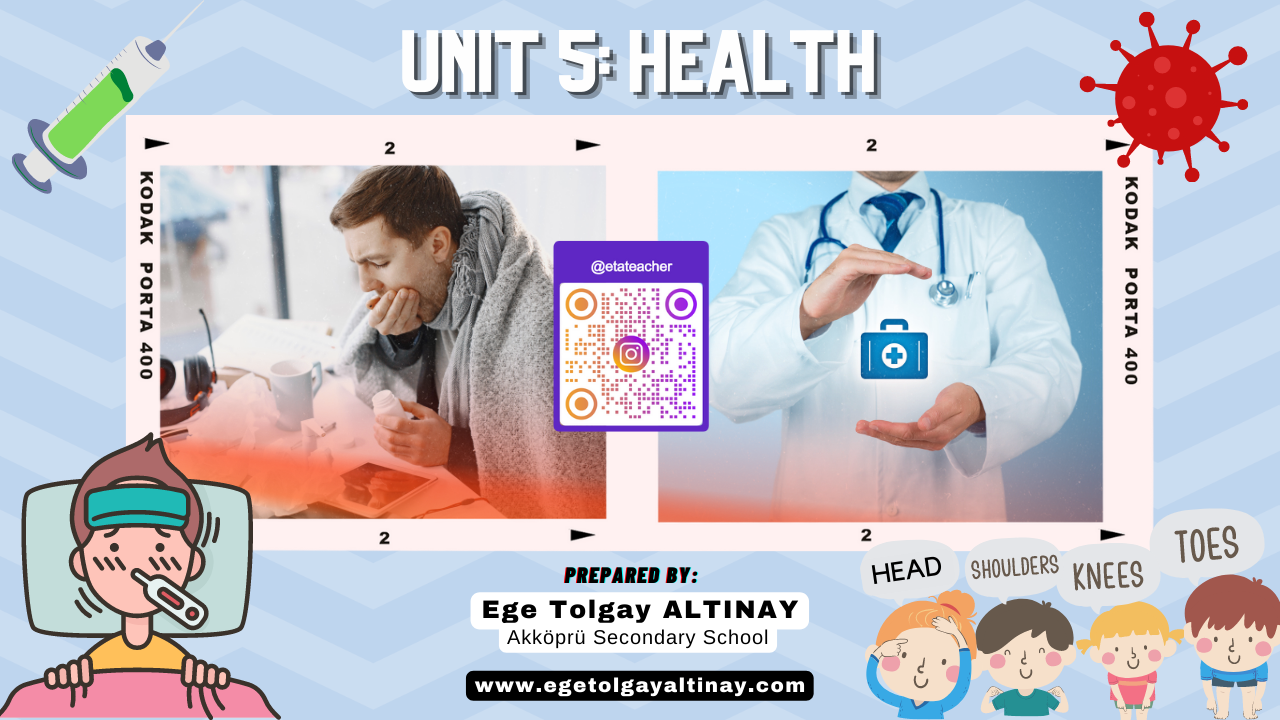 UNIT 5: HEALTH
2
2
KODAK PORTA 400
KODAK PORTA 400
@etateacher
2
2
HEAD
SHOULDERS
KNEES
TOES
PREPARED BY:
Ege Tolgay ALTINAY
Akköprü Secondary School
www.egetolgayaltinay.com